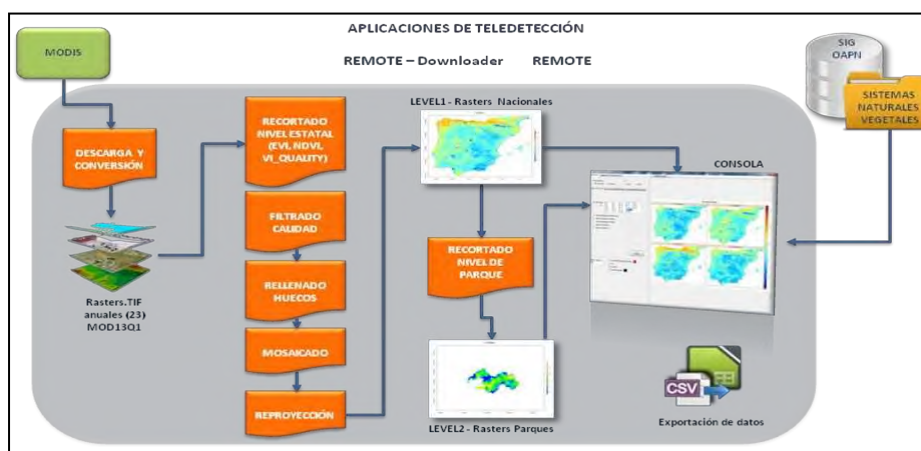 APLICACIONES DE TELEDETECCIÓN
REMOTE – Downloader REMOTE
MODIS
SIG
OAPN
SISTEMAS
NATURALES
VEGETALES
DESCARGA Y
CONVERSIÓN
Rasters.TIF
anuales (23)
MOD13Q1
RECORTADO
NIVEL ESTATAL
(EVI, NDVI,
VI_QUALITY)
FILTRADO
CALIDAD
RELLENADO
HUECOS
MOSAICADO
REPROYECCIÓN
LEVEL1 - Rasters Nacionales
RECORTADO
NIVEL DE
PARQUE
LEVEL2 - Rasters Parques
CONSOLA
CSV
Exportación de datos